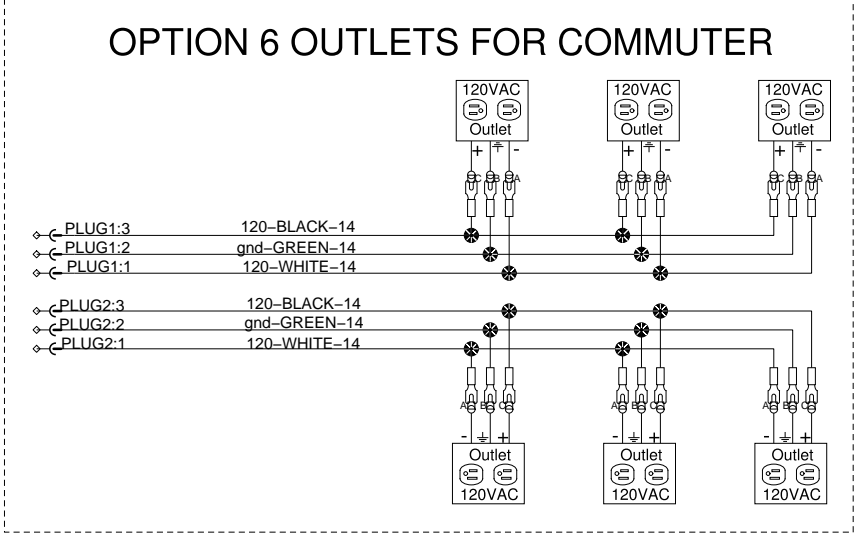 OPTION 6 OUTLETS FOR COMMUTER
120VAC 120VAC 120VAC
Outlet Outlet Outlet
+ - + - + -
C B A C B A C B A
PLUG1:3 120-BLACK-14
PLUG1:2 gnd-GREEN-14
PLUG1:1 120-WHITE-14
PLUG2:3 120-BLACK-14
PLUG2:2 gnd-GREEN-14
PLUG2:1 120-WHITE-14
A B C A B C A B C
- + - + - +
Outlet Outlet Outlet
120VAC 120VAC 120VAC